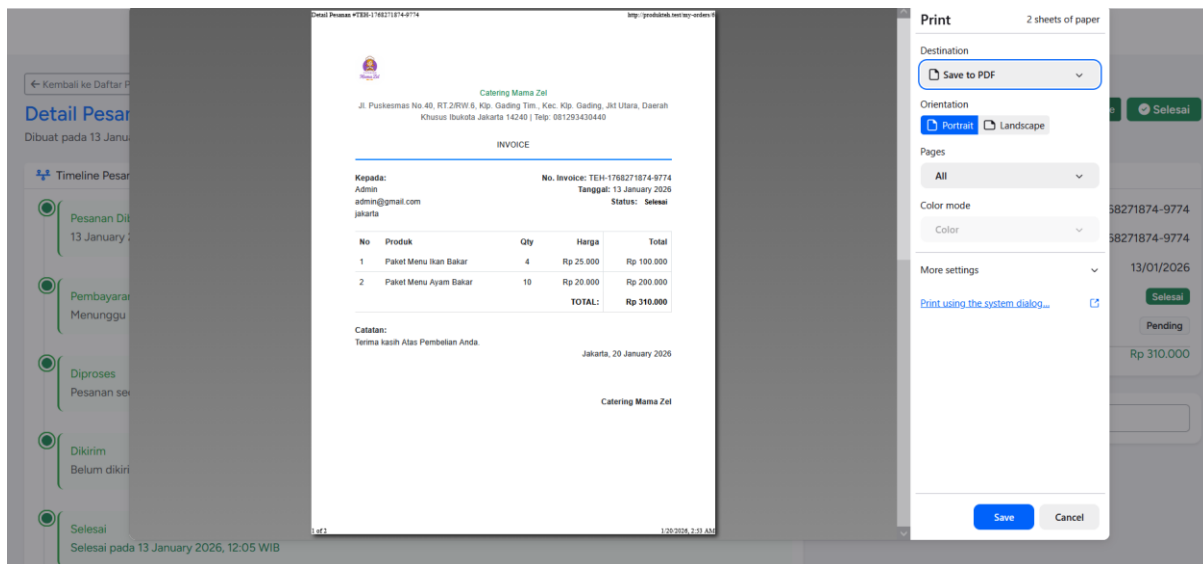 Detail Pesanan #TEH-1768271874-9774
http://produkteh.test/my-orders/8
Mama Zel
Catering Mama Zel
Jl. Puskesmas No.40, RT.2/RW.6, Klp. Gading Tim., Kec. Klp. Gading, Jkt Utara, Daerah
Khusus Ibukota Jakarta 14240 | Telp: 081293430440
INVOICE
Kepada:
Admin
admin@gmail.com
jakarta
No. Invoice: TEH-1768271874-9774
Tanggal: 13 January 2026
Status: Selesai
No Produk Qty Harga Total
1 Paket Menu Ikan Bakar 4 Rp 25.000 Rp 100.000
2 Paket Menu Ayam Bakar 10 Rp 20.000 Rp 200.000
TOTAL: Rp 310.000
Catatan:
Terima kasih Atas Pembelian Anda.
Jakarta, 20 January 2026
Catering Mama Zel
1 of 2
1/20/2026, 2:33 AM
Print
2 sheets of paper
Destination
Save to PDF
Orientation
Portrait Landscape
Pages
All
Color mode
Color
More settings
Print using the system dialog...
Save Cancel
← Kembali ke Daftar P
Detail Pesan
Dibuat pada 13 Janu
Timeline Pesar
Pesanan Dib
13 January 2
Pembayara
Menunggu
Diproses
Pesanan sed
Dikirim
Belum dikiri
Selesai
Selesai pada 13 January 2026, 12:05 WIB
Selesai
68271874-9774
68271874-9774
13/01/2026
Selesai
Pending
Rp 310.000